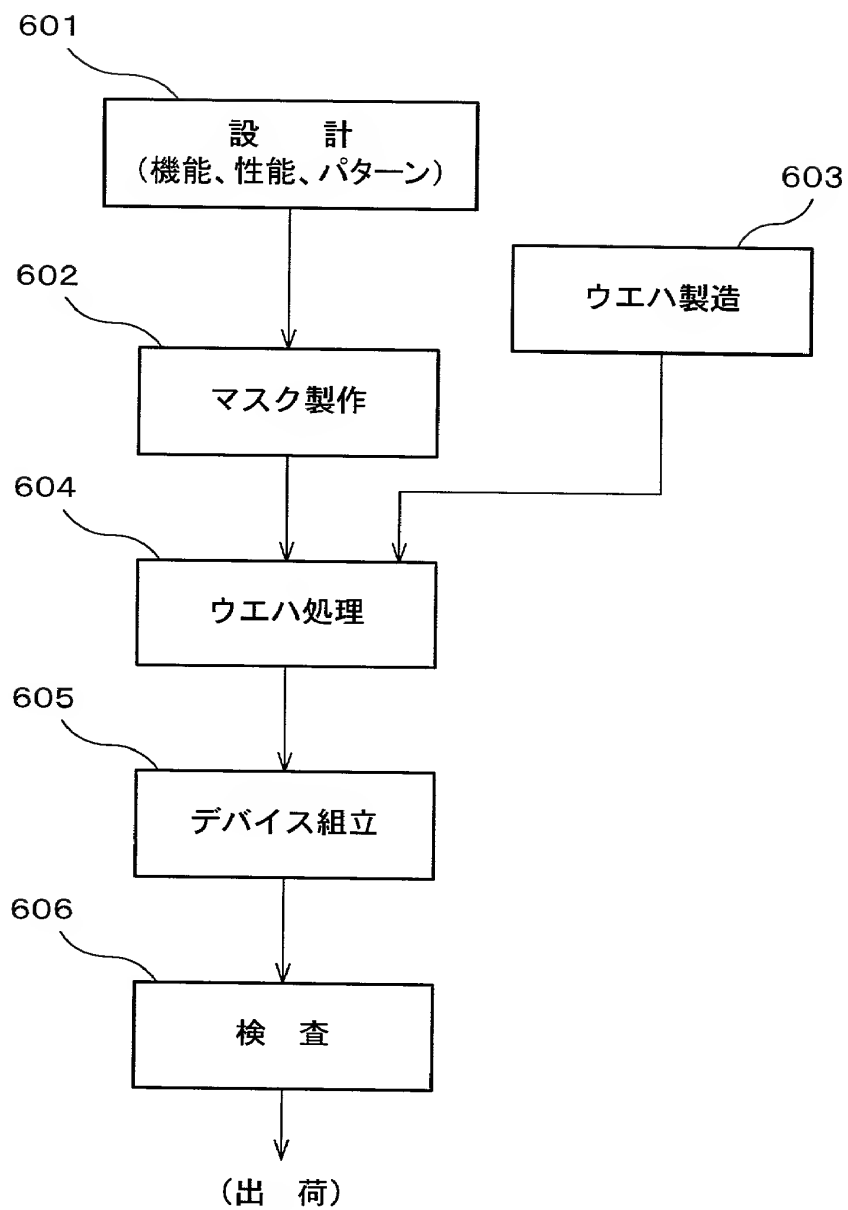 601
設　計
（機能、性能、パターン）
603
ウエハ製造
602
マスク製作
604
ウエハ処理
605
デバイス組立
606
検　査
（出　荷）